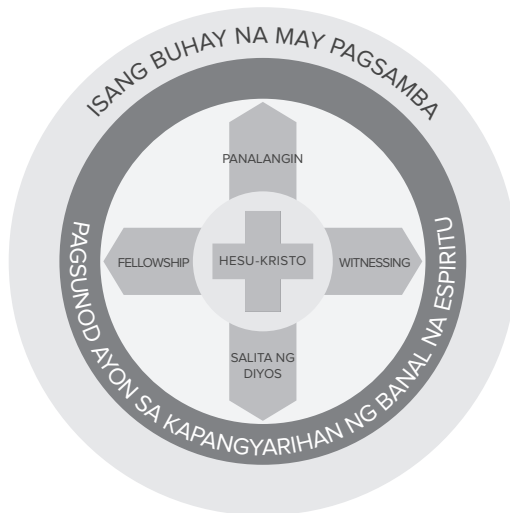 ISANG BUHAY NA MAY PAGSAMBA
PANALANGIN
FELLOWSHIP
HESU-KRISTO
WITNESSING
SALITA NG
DIYOS
PAGSUNOD AYON SA KAPANGYARIHAN NG BANAL NA ESPIRITU